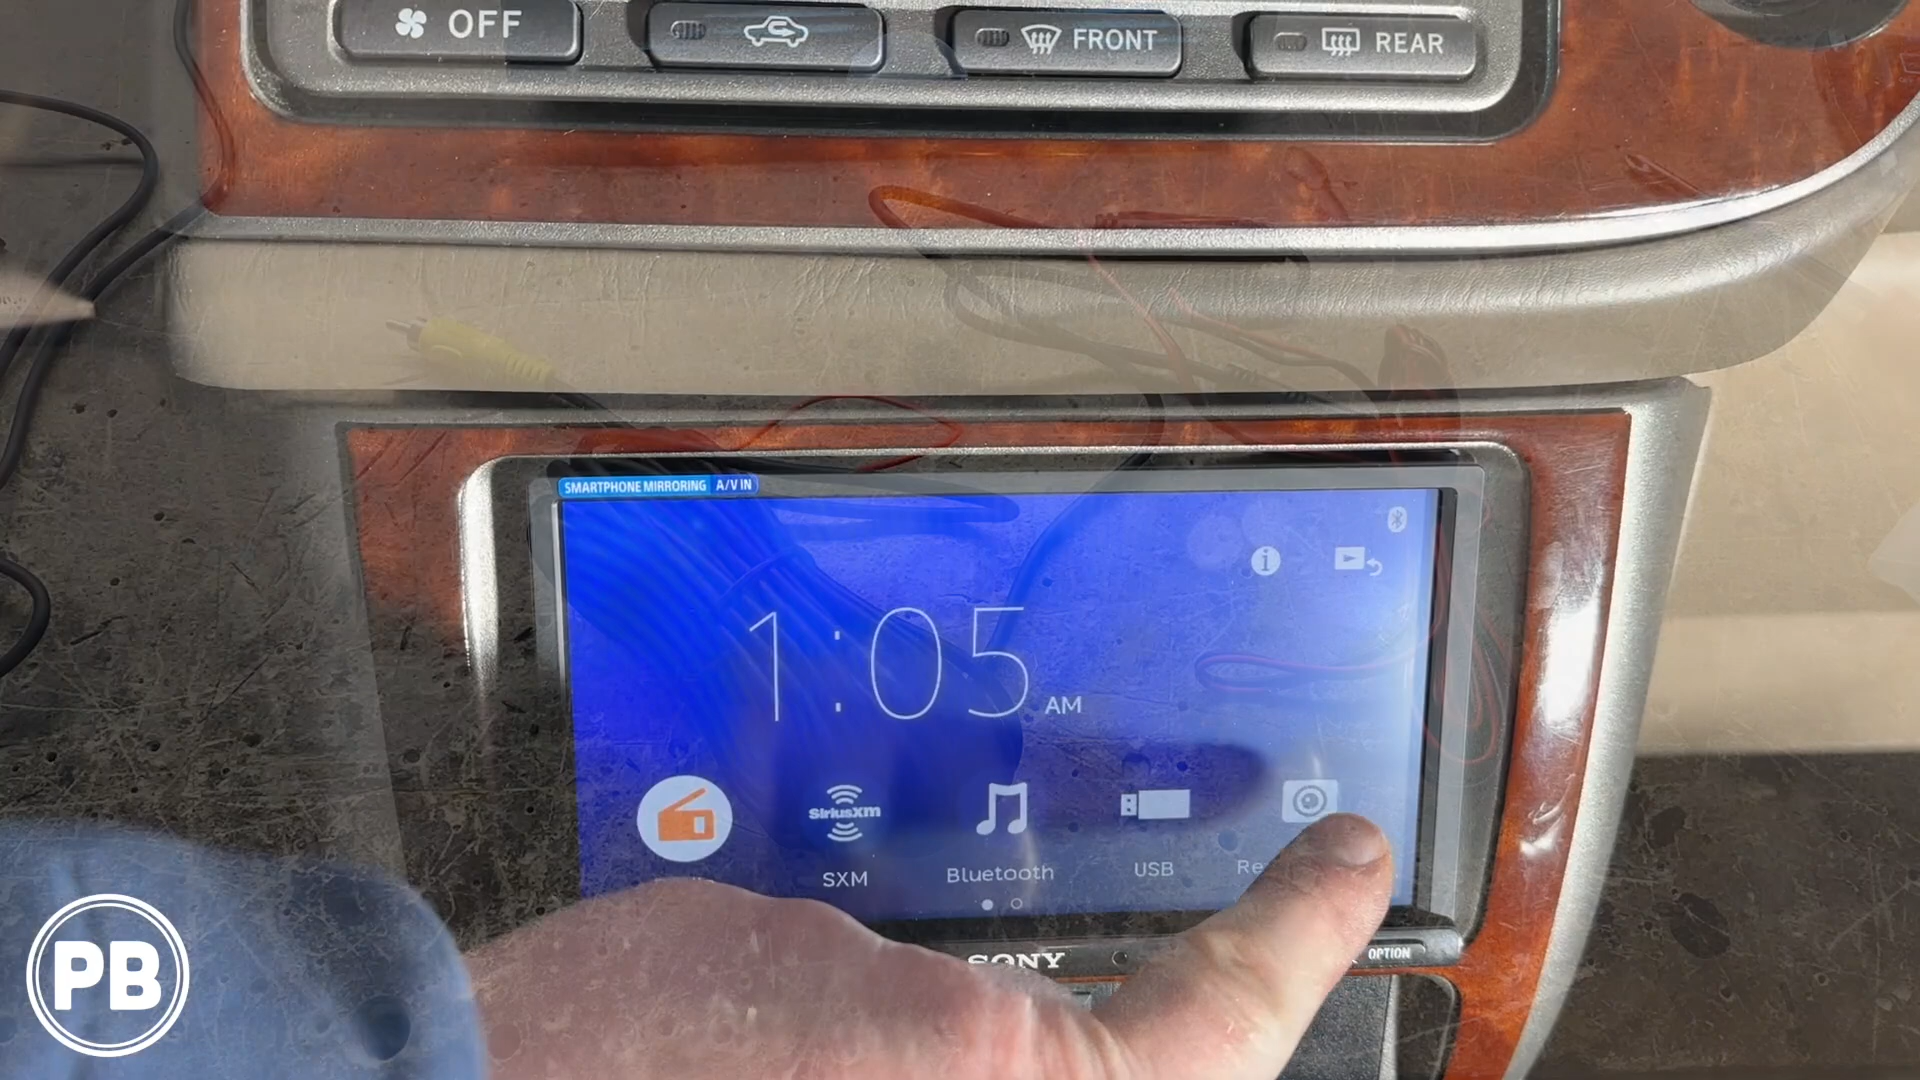 OFF
FRONT
REAR
SMARTPHONE MIRRORING A/V IN
1:05 AM
SiriusXm
SXM
Bluetooth
USB
SONY
OPTION
PB